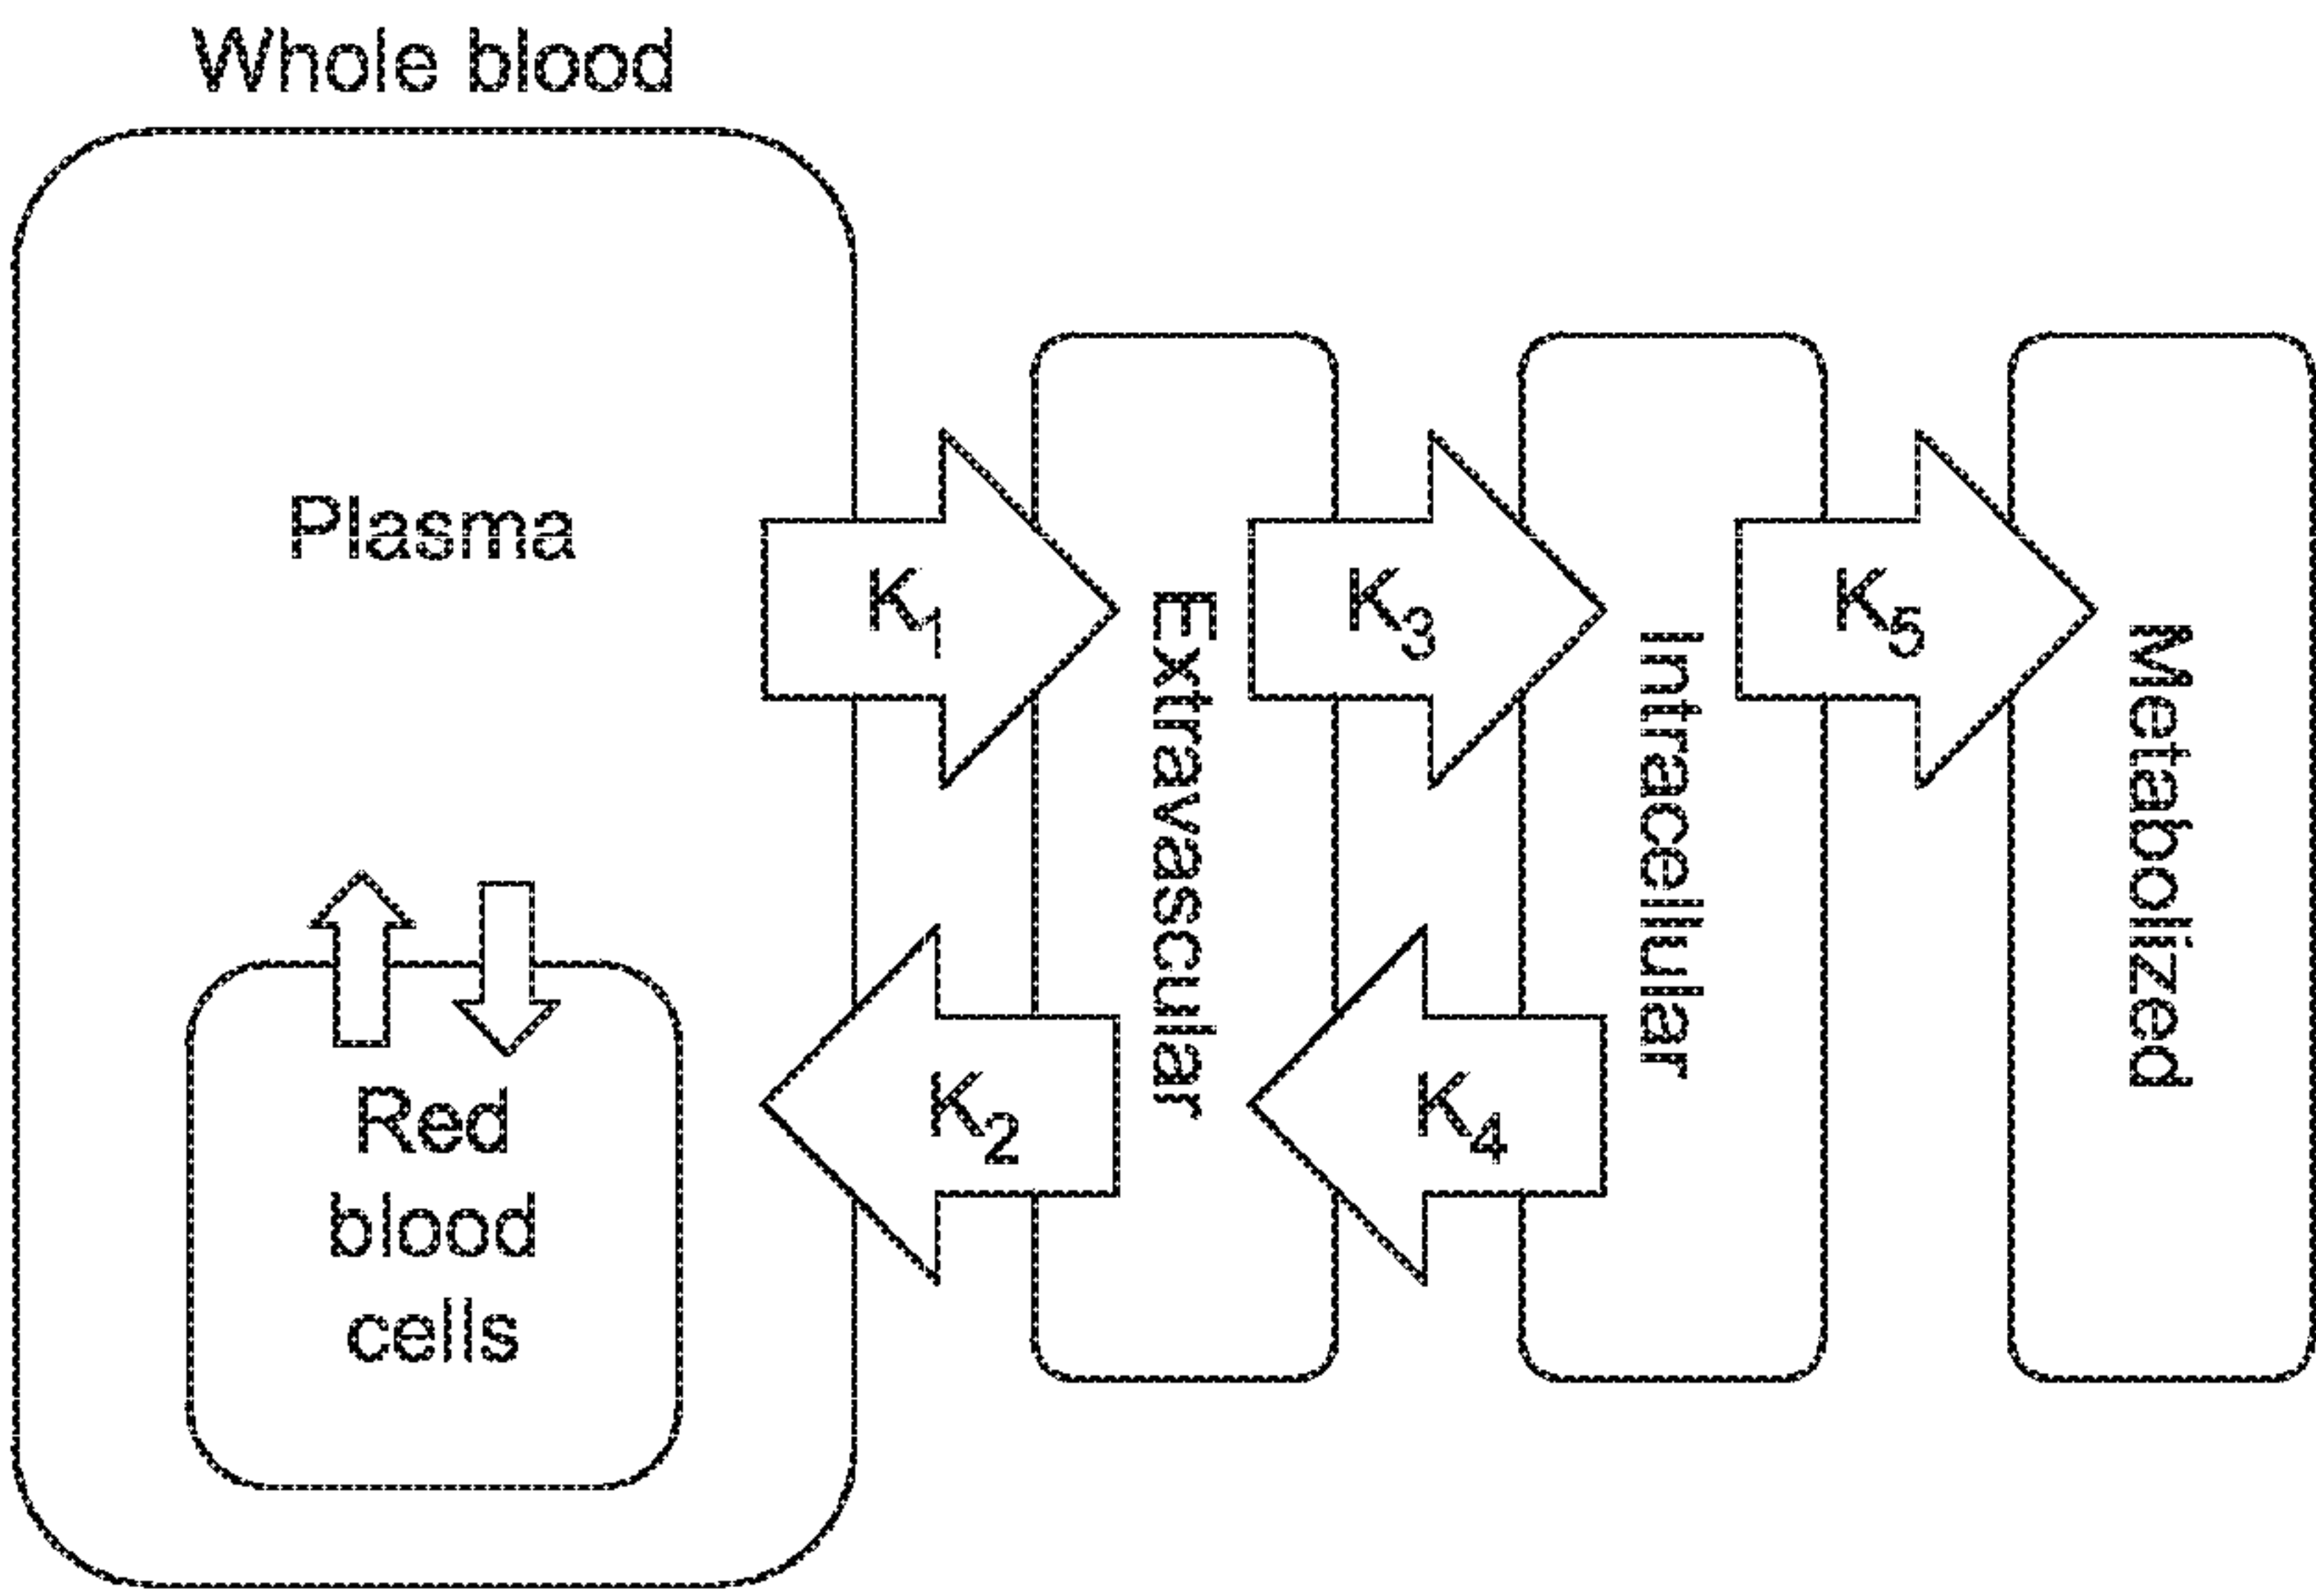 Whole blood
Plasma
K₁
K₃
K₅
Extravascular
Intracellular
Metabolized
K₂
K₄
Red
blood
cells